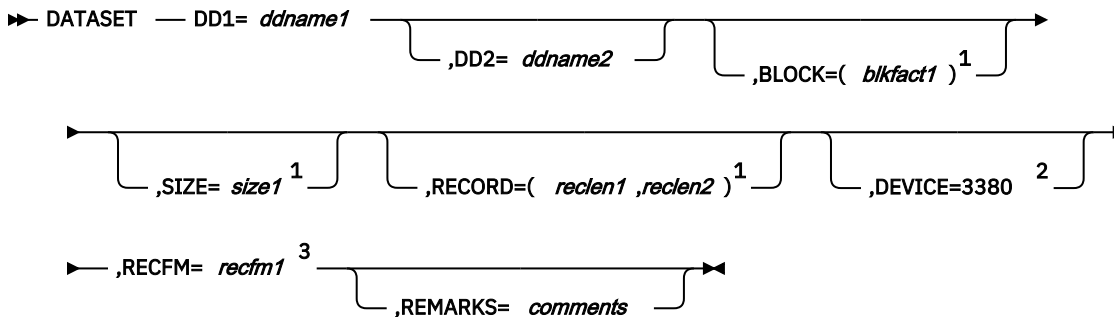 DATASET DD1= ddname1
,DD2= ddname2
,BLOCK=( blkfact1 )1
,SIZE= size1 1
,RECORD=( reclen1 ,reclen2 )1
,DEVICE=3380 2
,RECFM= recfm1 3
,REMARKS= comments